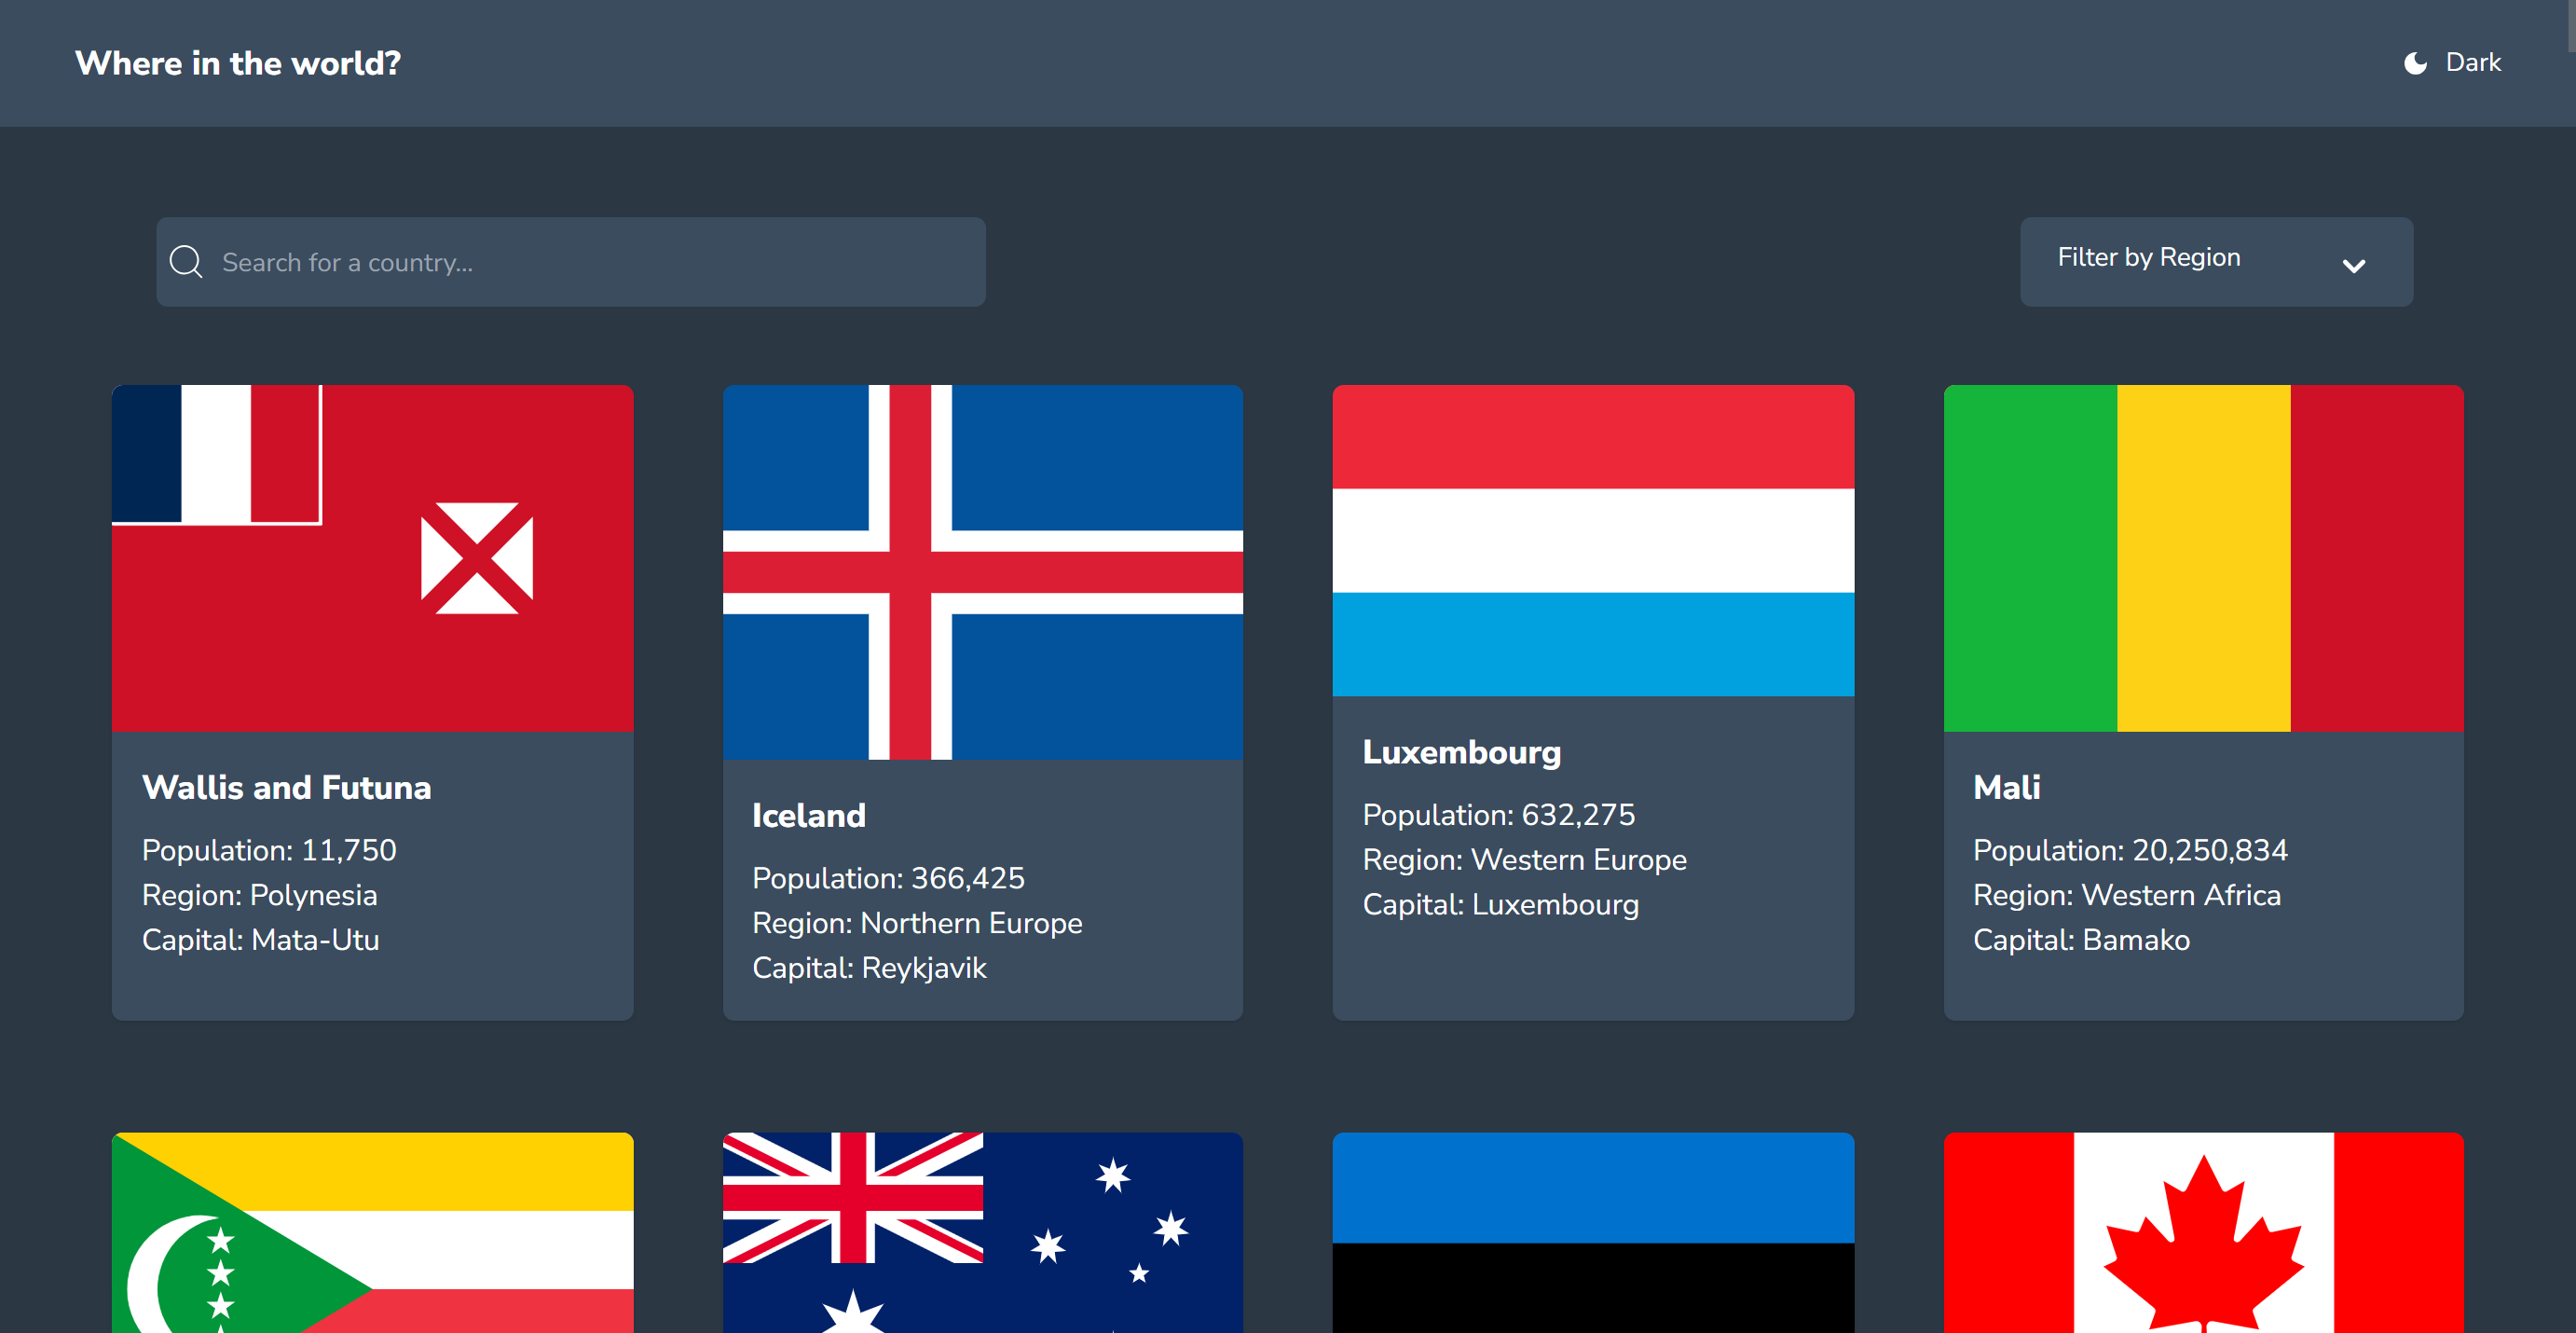 Where in the world?
Dark
Search for a country...
Filter by Region
Wallis and Futuna
Population: 11,750
Region: Polynesia
Capital: Mata-Utu
Iceland
Population: 366,425
Region: Northern Europe
Capital: Reykjavik
Luxembourg
Population: 632,275
Region: Western Europe
Capital: Luxembourg
Mali
Population: 20,250,834
Region: Western Africa
Capital: Bamako